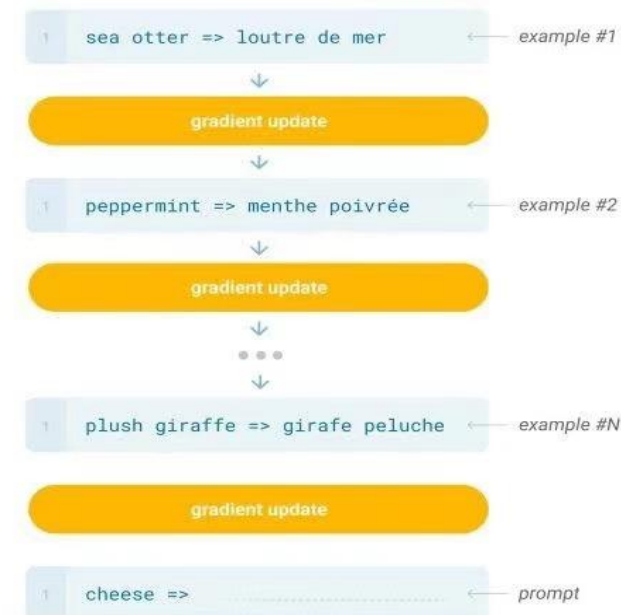 1 sea otter => loutre de mer example #1
gradient update
1 peppermint => menthe poivrée example #2
gradient update
1 plush giraffe => girafe peluche example #N
gradient update
1 cheese => prompt